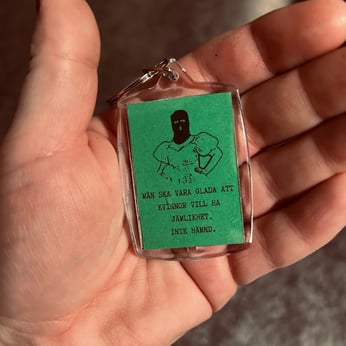 MÄN SKA VARA GLADA ATT
KVINNOR VILL HA
JÄMLIKHET.
INTE HÄMND.